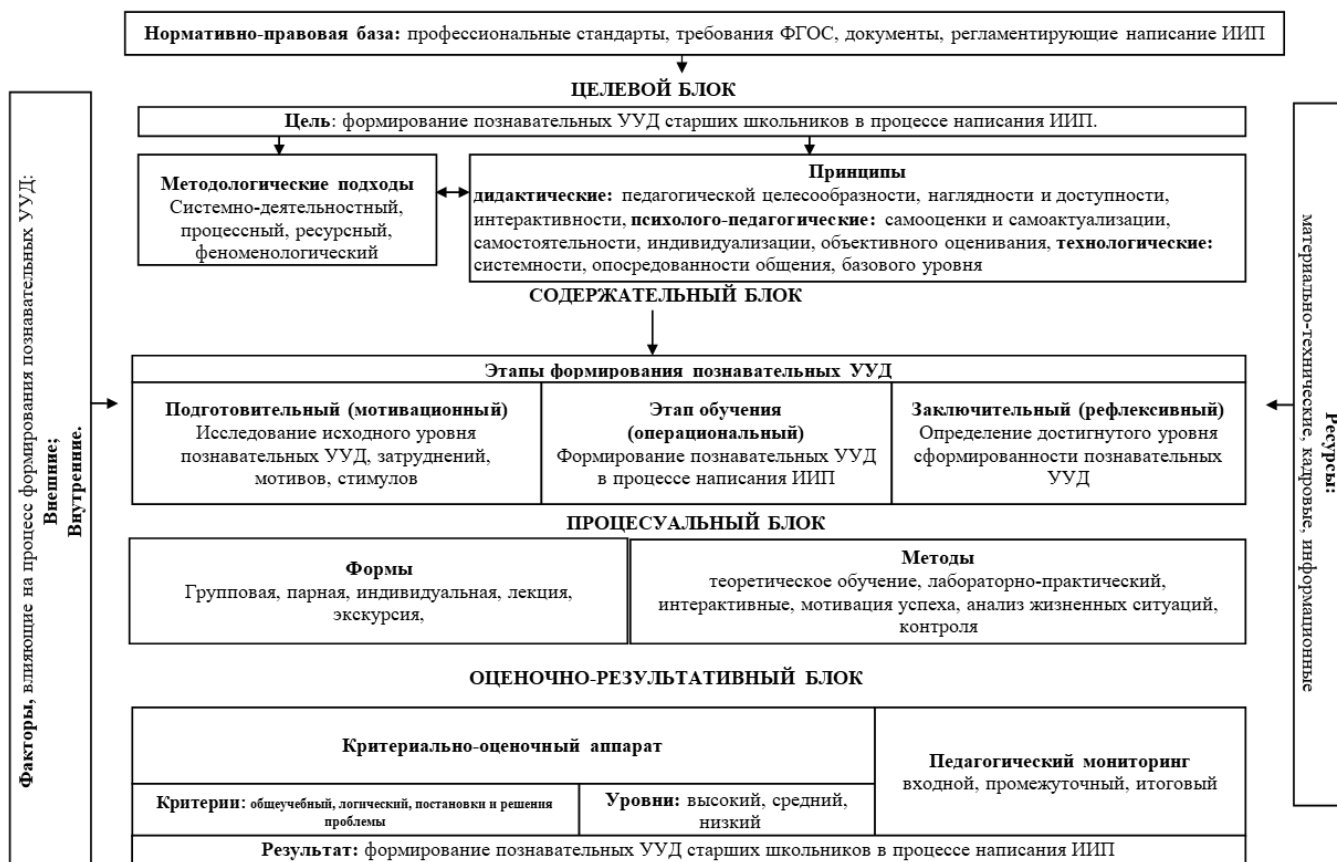 Нормативно-правовая база: профессиональные стандарты, требования ФГОС, документы, регламентирующие написание ИИП
ЦЕЛЕВОЙ БЛОК
Цель: формирование познавательных УУД старших школьников в процессе написания ИИП.
Методологические подходы
Системно-деятельностный,
процессный, ресурсный,
феноменологический
Принципы
дидактические: педагогической целесообразности, наглядности и доступности,
интерактивности, психолого-педагогические: самооценки и самоактуализации,
самостоятельности, индивидуализации, объективного оценивания, технологические:
системности, опосредованности общения, базового уровня
СОДЕРЖАТЕЛЬНЫЙ БЛОК
Этапы формирования познавательных УУД
Подготовительный (мотивационный)
Исследование исходного уровня
познавательных УУД, затруднений,
мотивов, стимулов
Этап обучения
(операциональный)
Формирование познавательных УУД
в процессе написания ИИП
Заключительный (рефлексивный)
Определение достигнутого уровня
сформированности познавательных
УУД
ПРОЦЕСУАЛЬНЫЙ БЛОК
Формы
Групповая, парная, индивидуальная, лекция,
экскурсия,
Методы
теоретическое обучение, лабораторно-практический,
интерактивные, мотивация успеха, анализ жизненных ситуаций,
контроля
ОЦЕНОЧНО-РЕЗУЛЬТАТИВНЫЙ БЛОК
Критериально-оценочный аппарат
Критерии: общеучебный, логический, постановки и решения
проблемы
Уровни: высокий, средний,
низкий
Педагогический мониторинг
входной, промежуточный, итоговый
Результат: формирование познавательных УУД старших школьников в процессе написания ИИП
Факторы, влияющие на процесс формирования познавательных УУД:
Внешние;
Внутренние.
Ресурсы:
материально-технические, кадровые, информационные